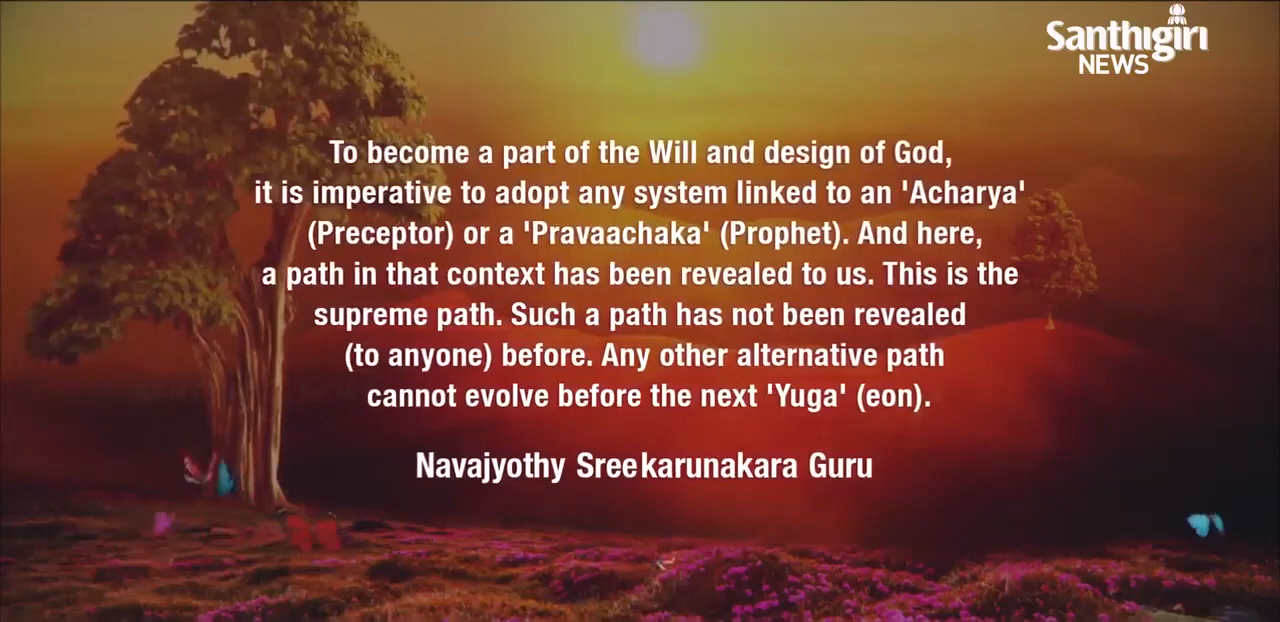 Santhigiri
NEWS
To become a part of the Will and design of God,
it is imperative to adopt any system linked to an 'Acharya'
(Preceptor) or a 'Pravaachaka' (Prophet). And here,
a path in that context has been revealed to us. This is the
supreme path. Such a path has not been revealed
(to anyone) before. Any other alternative path
cannot evolve before the next 'Yuga' (eon).
Navajyothy Sreekarunakara Guru